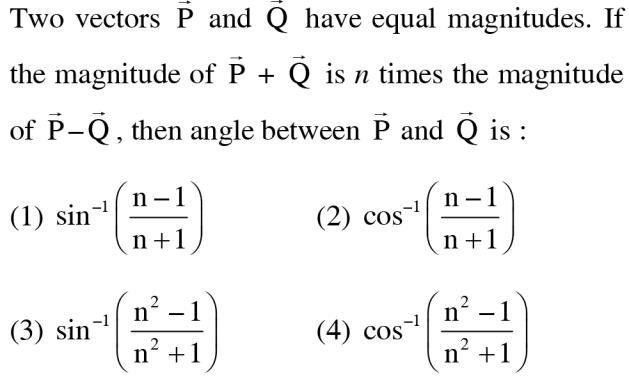 Two vectors P⃗ and Q⃗ have equal magnitudes. If
the magnitude of P⃗ + Q⃗ is n times the magnitude
of P⃗–Q⃗, then angle between P⃗ and Q⃗ is :
(1) sin⁻¹((n – 1)/(n + 1)) (2) cos⁻¹((n – 1)/(n + 1))
(3) sin⁻¹((n² – 1)/(n² + 1)) (4) cos⁻¹((n² – 1)/(n² + 1))